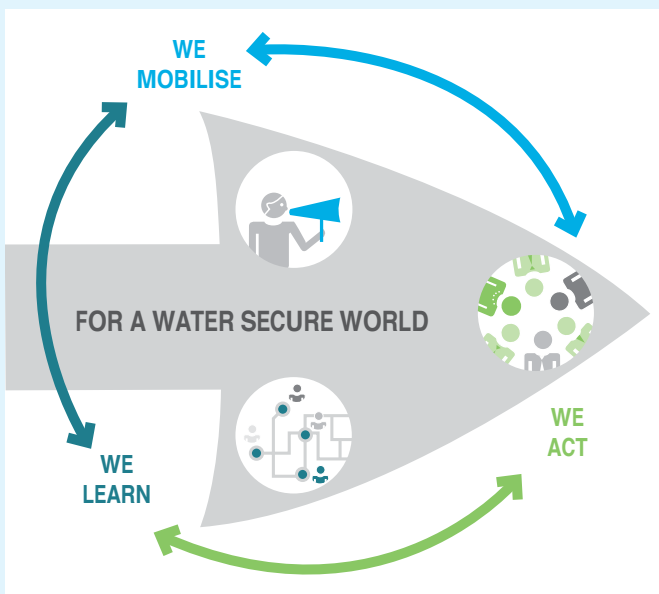 WE
MOBILISE
FOR A WATER SECURE WORLD
WE
ACT
WE
LEARN